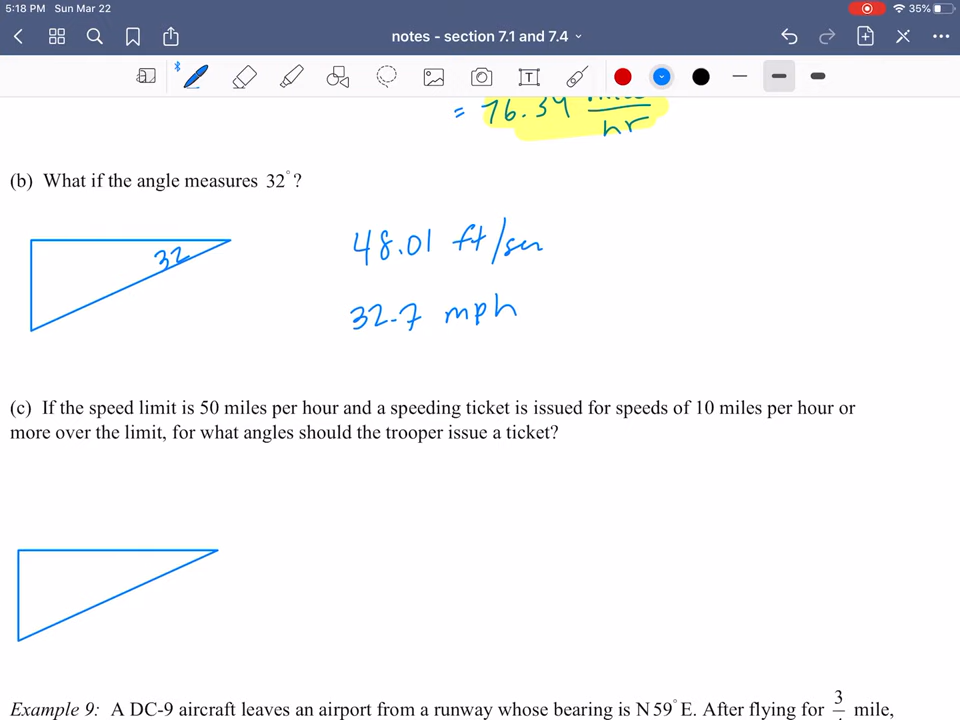 5:18 PM Sun Mar 22
35%
notes - section 7.1 and 7.4
T
= 76.34 miles
hr
(b) What if the angle measures 32°?
32
48.01 ft/sec
32.7 mph
(c) If the speed limit is 50 miles per hour and a speeding ticket is issued for speeds of 10 miles per hour or
more over the limit, for what angles should the trooper issue a ticket?
Example 9: A DC-9 aircraft leaves an airport from a runway whose bearing is N 59° E. After flying for 3/4 mile,